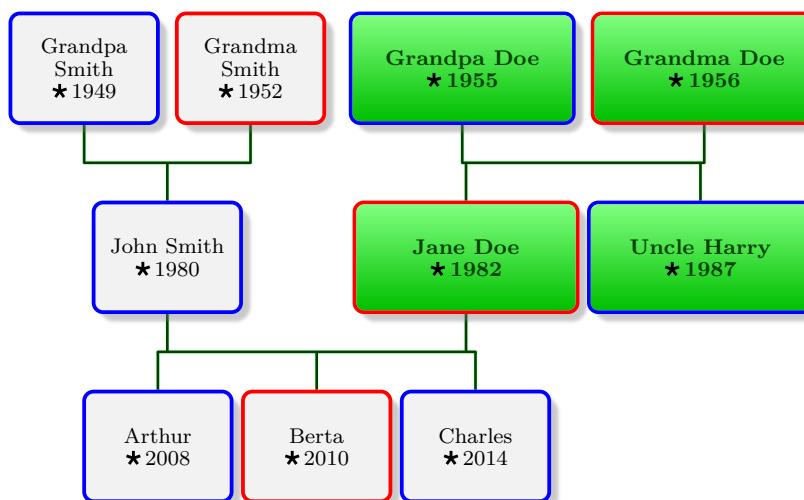 Grandpa
Smith
★1949
Grandma
Smith
★1952
Grandpa Doe
★1955
Grandma Doe
★1956
John Smith
★1980
Jane Doe
★1982
Uncle Harry
★1987
Arthur
★2008
Berta
★2010
Charles
★2014